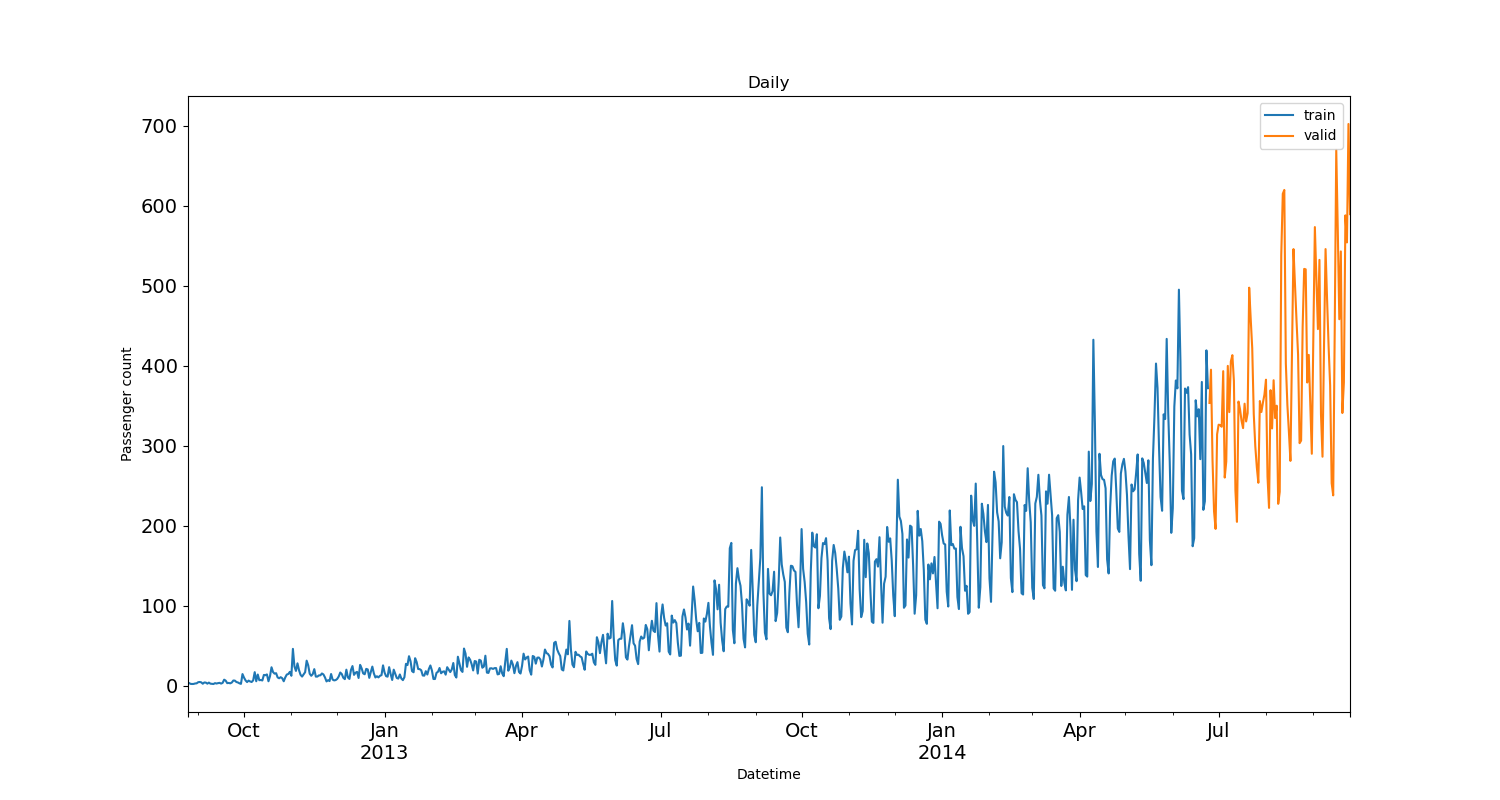 Daily
train
valid
700
600
500
400
300
200
100
0
Passenger count
Oct
Jan
2013
Apr
Jul
Oct
Jan
2014
Apr
Jul
Datetime